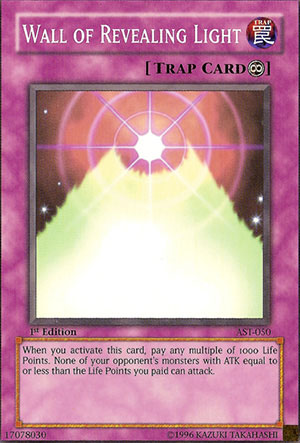 WALL OF REVEALING LIGHT
TRAP
罠
[TRAP CARD∞]
1st Edition
AST-050
When you activate this card, pay any multiple of 1000 Life
Points. None of your opponent's monsters with ATK equal to
or less than the Life Points you paid can attack.
17078030
©1996 KAZUKI TAKAHASHI